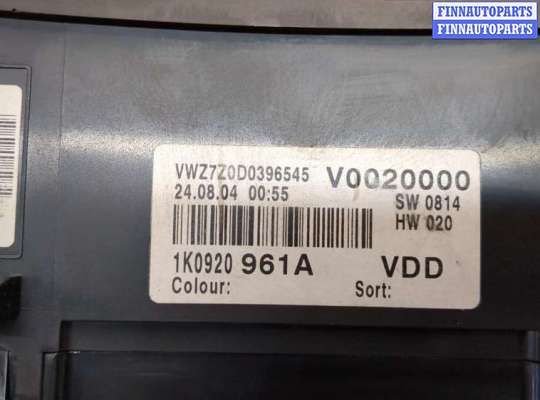 FINNAUTOPARTS
FINNAUTOPARTS
VWZ7Z0D0396545 V0020000
24.08.04 00:55 SW 0814
HW 020
1K0920 961A VDD
Colour: Sort: